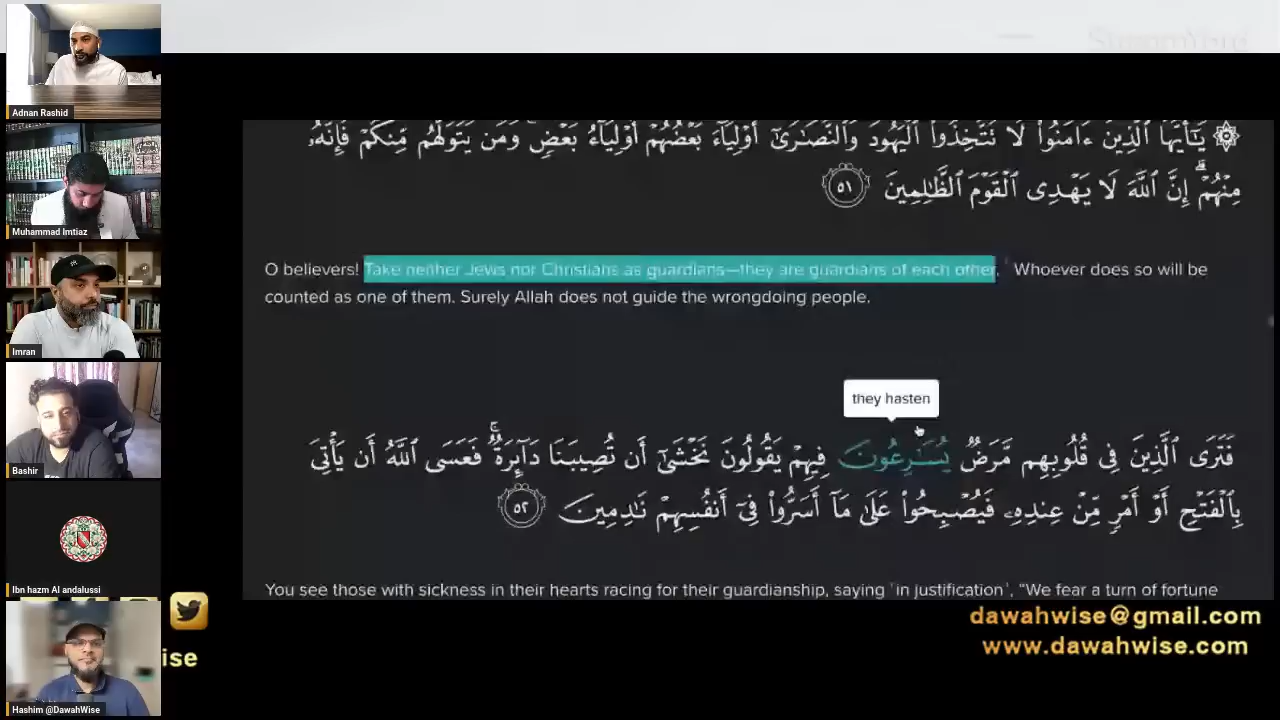 StreamYard
Adnan Rashid
Muhammad Imtiaz
Imran
Bashir
Ibn hazm Al andalussi
Hashim @DawahWise
ise
۞ يَـٰٓأَيُّهَا ٱلَّذِينَ ءَامَنُوا۟ لَا تَتَّخِذُوا۟ ٱلْيَهُودَ وَٱلنَّصَـٰرَىٰٓ أَوْلِيَآءَ بَعْضُهُمْ أَوْلِيَآءُ بَعْضٍ ۚ وَمَن يَتَوَلَّهُم مِّنكُمْ فَإِنَّهُۥ
مِنْهُمْ ۗ إِنَّ ٱللَّهَ لَا يَهْدِى ٱلْقَوْمَ ٱلظَّـٰلِمِينَ ٥١
O believers! Take neither Jews nor Christians as guardians—they are guardians of each other. Whoever does so will be
counted as one of them. Surely Allah does not guide the wrongdoing people.
they hasten
فَتَرَى ٱلَّذِينَ فِى قُلُوبِهِم مَّرَضٌ يُسَـٰرِعُونَ فِيهِمْ يَقُولُونَ نَخْشَىٰٓ أَن تُصِيبَنَا دَآئِرَةٌ ۚ فَعَسَى ٱللَّهُ أَن يَأْتِىَ
بِٱلْفَتْحِ أَوْ أَمْرٍ مِّنْ عِندِهِۦ فَيُصْبِحُوا۟ عَلَىٰ مَآ أَسَرُّوا۟ فِىٓ أَنفُسِهِمْ نَـٰدِمِينَ ٥٢
You see those with sickness in their hearts racing for their guardianship, saying ˹in justification˺, “We fear a turn of fortune
dawahwise@gmail.com
www.dawahwise.com